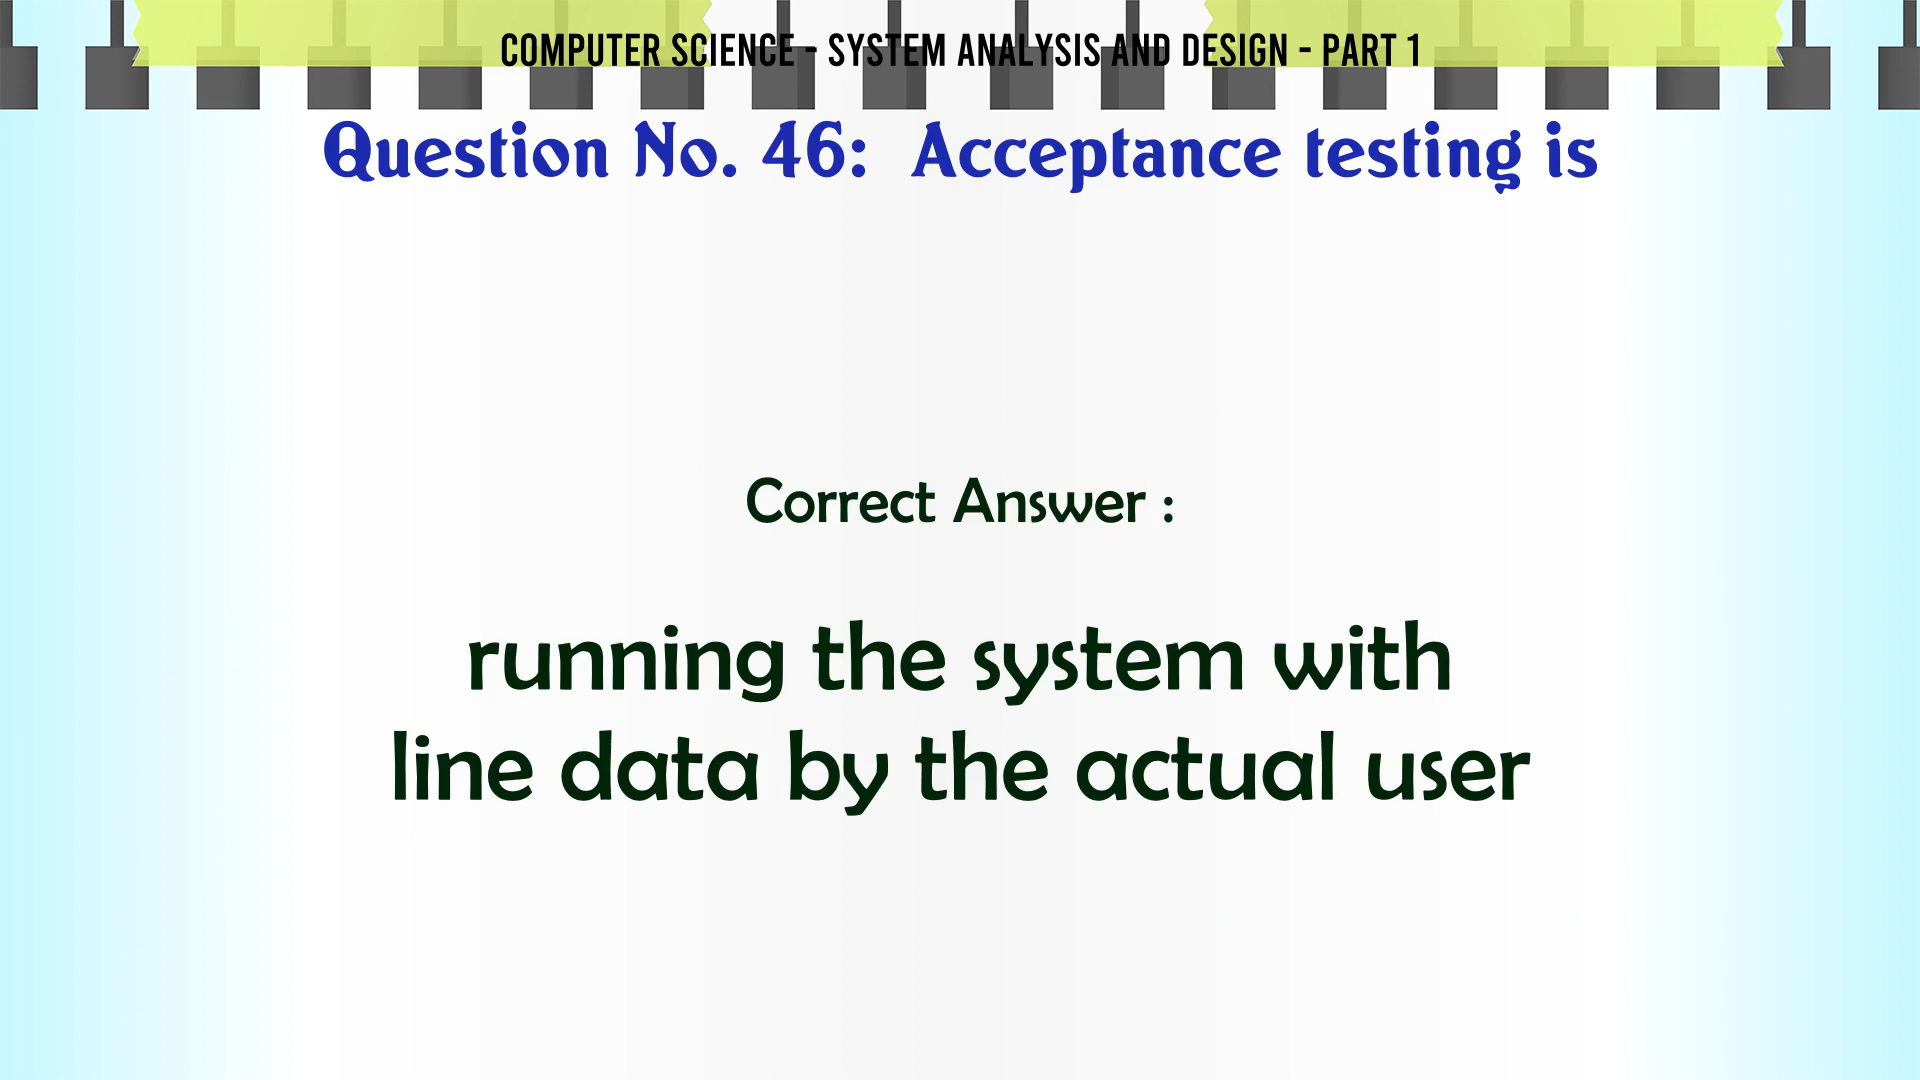 COMPUTER SCIENCE - SYSTEM ANALYSIS AND DESIGN - PART 1
Question No. 46: Acceptance testing is
Correct Answer :
running the system with
line data by the actual user